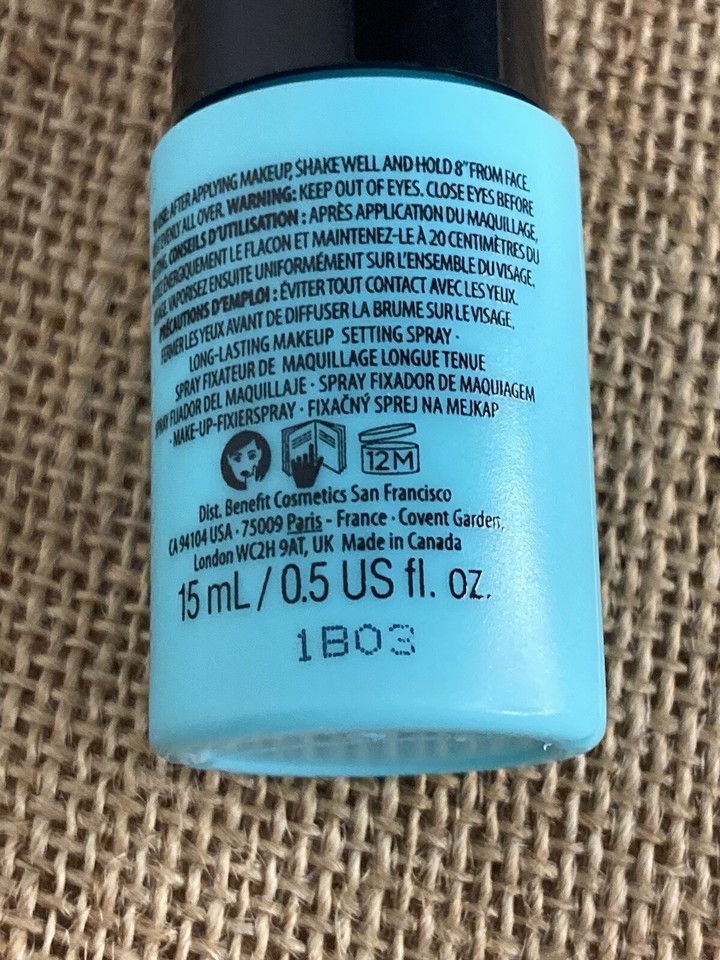 USE: AFTER APPLYING MAKEUP, SHAKE WELL AND HOLD 8" FROM FACE.
EVENLY ALL OVER. WARNING: KEEP OUT OF EYES. CLOSE EYES BEFORE
CONSEILS D'UTILISATION : APRÈS APPLICATION DU MAQUILLAGE,
ÉNERGIQUEMENT LE FLACON ET MAINTENEZ-LE À 20 CENTIMÈTRES DU
VAPORISEZ ENSUITE UNIFORMÉMENT SUR L'ENSEMBLE DU VISAGE.
PRÉCAUTIONS D'EMPLOI : ÉVITER TOUT CONTACT AVEC LES YEUX.
FERMER LES YEUX AVANT DE DIFFUSER LA BRUME SUR LE VISAGE.
LONG-LASTING MAKEUP SETTING SPRAY ·
SPRAY FIXATEUR DE MAQUILLAGE LONGUE TENUE
SPRAY FIJADOR DEL MAQUILLAJE · SPRAY FIXADOR DE MAQUIAGEM
· MAKE-UP-FIXIERSPRAY · FIXAČNÝ SPREJ NA MEJKAP
12M
Dist. Benefit Cosmetics San Francisco
CA 94104 USA · 75009 Paris - France · Covent Garden,
London WC2H 9AT, UK Made in Canada
15 mL / 0.5 US fl. oz.
1B03